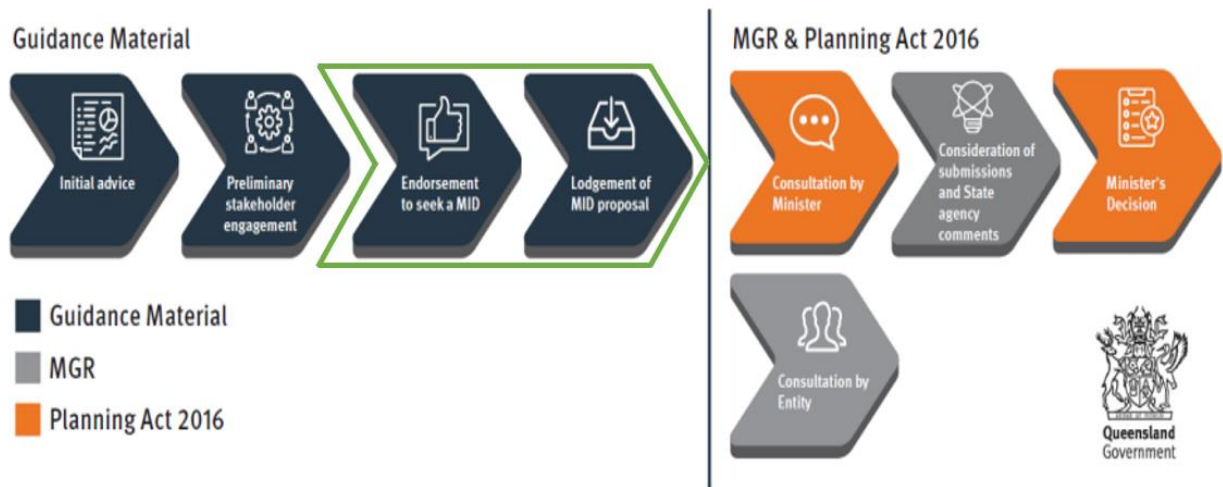 Guidance Material
Initial advice
Preliminary
stakeholder
engagement
Endorsement
to seek a MID
Lodgement of
MID proposal
Guidance Material
MGR
Planning Act 2016
MGR & Planning Act 2016
Consultation by
Minister
Consideration of
submissions
and State
agency
comments
Minister's
Decision
Consultation by
Entity
Queensland
Government